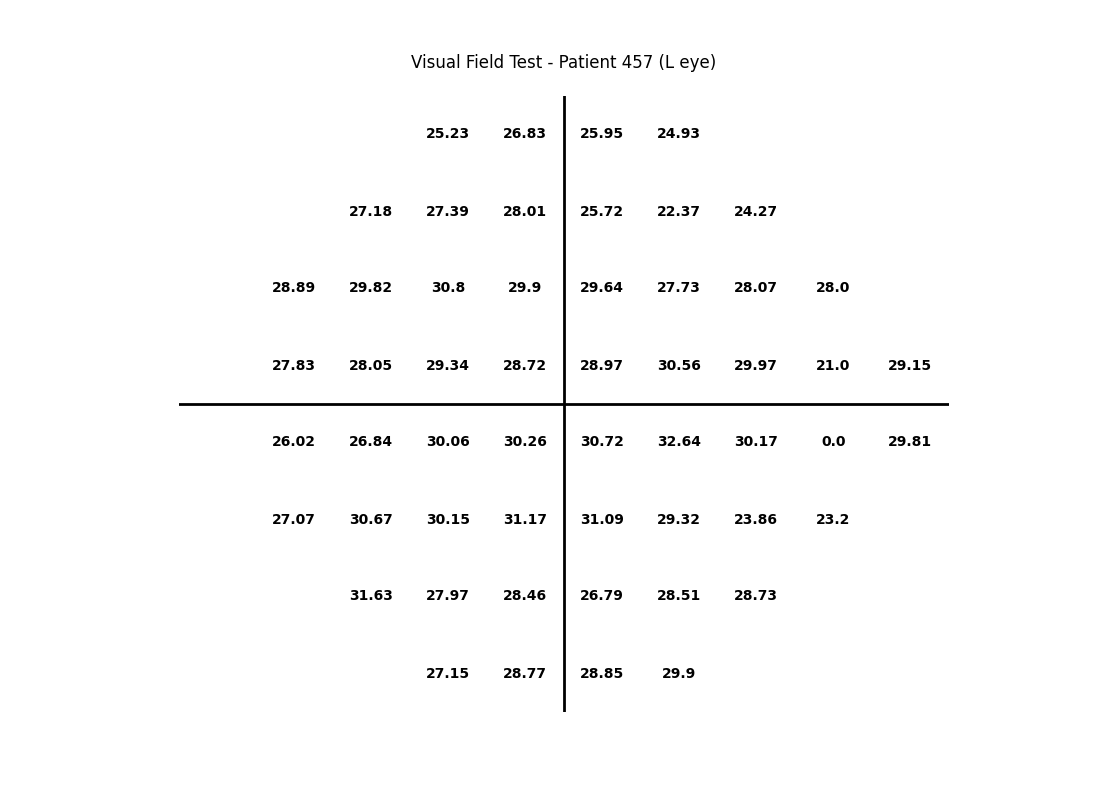 Visual Field Test - Patient 457 (L eye)
25.23 26.83 25.95 24.93
27.18 27.39 28.01 25.72 22.37 24.27
28.89 29.82 30.8 29.9 29.64 27.73 28.07 28.0
27.83 28.05 29.34 28.72 28.97 30.56 29.97 21.0 29.15
26.02 26.84 30.06 30.26 30.72 32.64 30.17 0.0 29.81
27.07 30.67 30.15 31.17 31.09 29.32 23.86 23.2
31.63 27.97 28.46 26.79 28.51 28.73
27.15 28.77 28.85 29.9